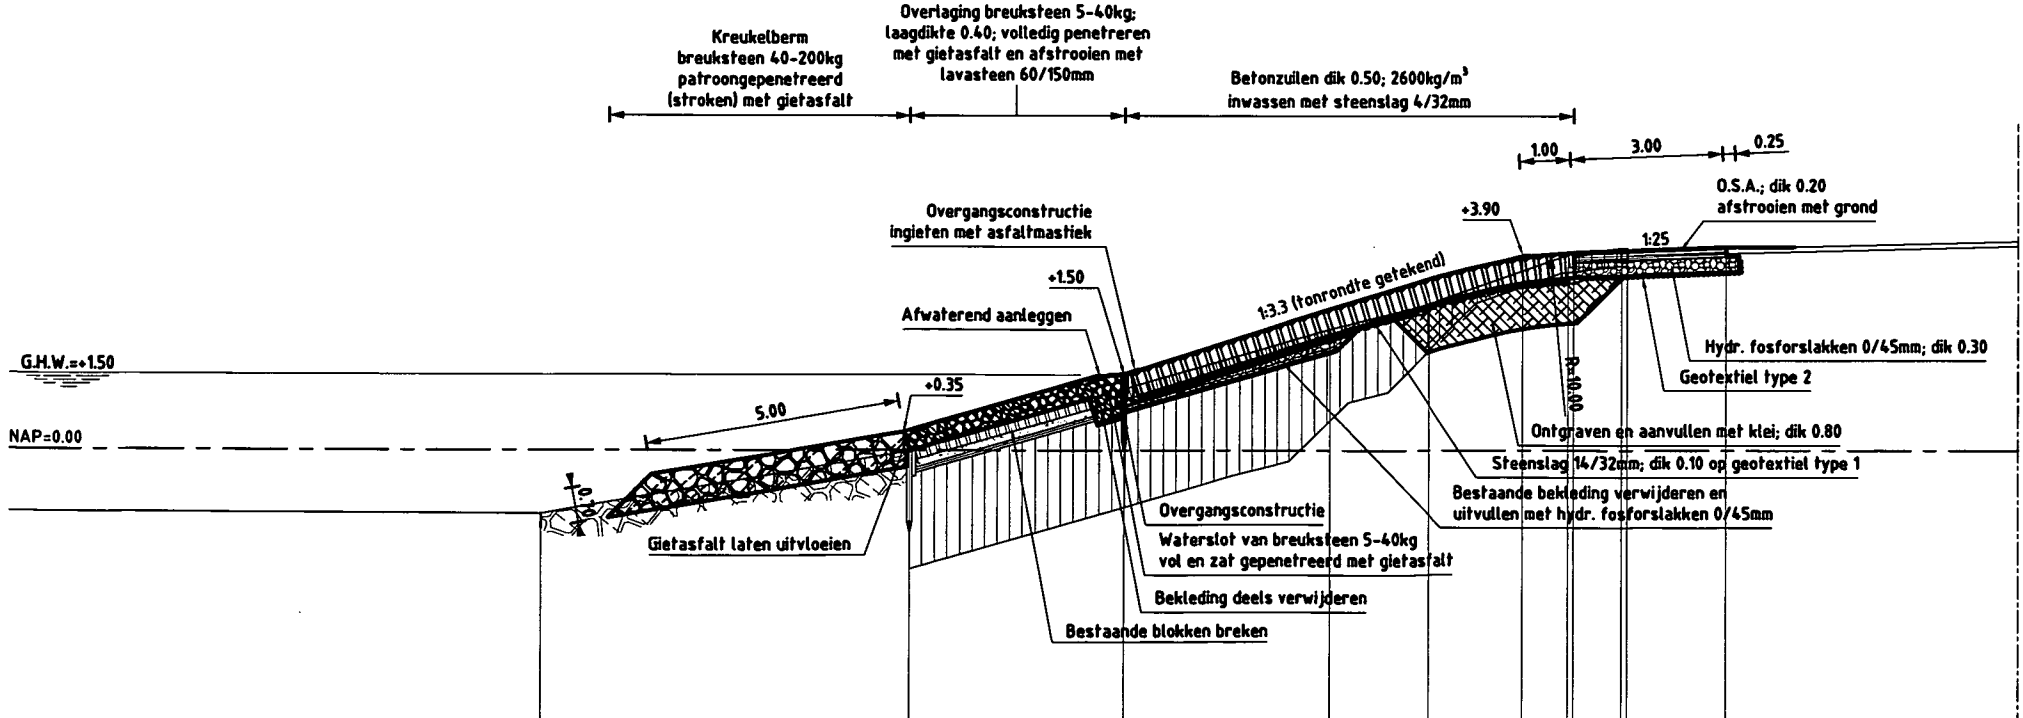 Kreukelberm
breuksteen 40-200kg
patroongepenetreerd
(stroken) met gietasfalt
Overlaging breuksteen 5-40kg;
laagdikte 0.40; volledig penetreren
met gietasfalt en afstrooien met
lavasteen 60/150mm
Betonzuilen dik 0.50; 2600kg/m³
inwassen met steenslag 4/32mm
1.00
3.00
0.25
O.S.A.; dik 0.20
afstrooien met grond
+3.90
1:25
Overgangsconstructie
ingieten met asfaltmastiek
+1.50
1:3.3 (tonrondte getekend)
Afwaterend aanleggen
G.H.W.=+1.50
+0.35
5.00
Hydr. fosforslakken 0/45mm; dik 0.30
Geotextiel type 2
R=10.00
NAP=0.00
Ontgraven en aanvullen met klei; dik 0.80
Steenslag 14/32mm; dik 0.10 op geotextiel type 1
Bestaande bekleding verwijderen en
uitvullen met hydr. fosforslakken 0/45mm
0.70
Overgangsconstructie
Gietasfalt laten uitvloeien
Waterslot van breuksteen 5-40kg
vol en zat gepenetreerd met gietasfalt
Bekleding deels verwijderen
Bestaande blokken breken